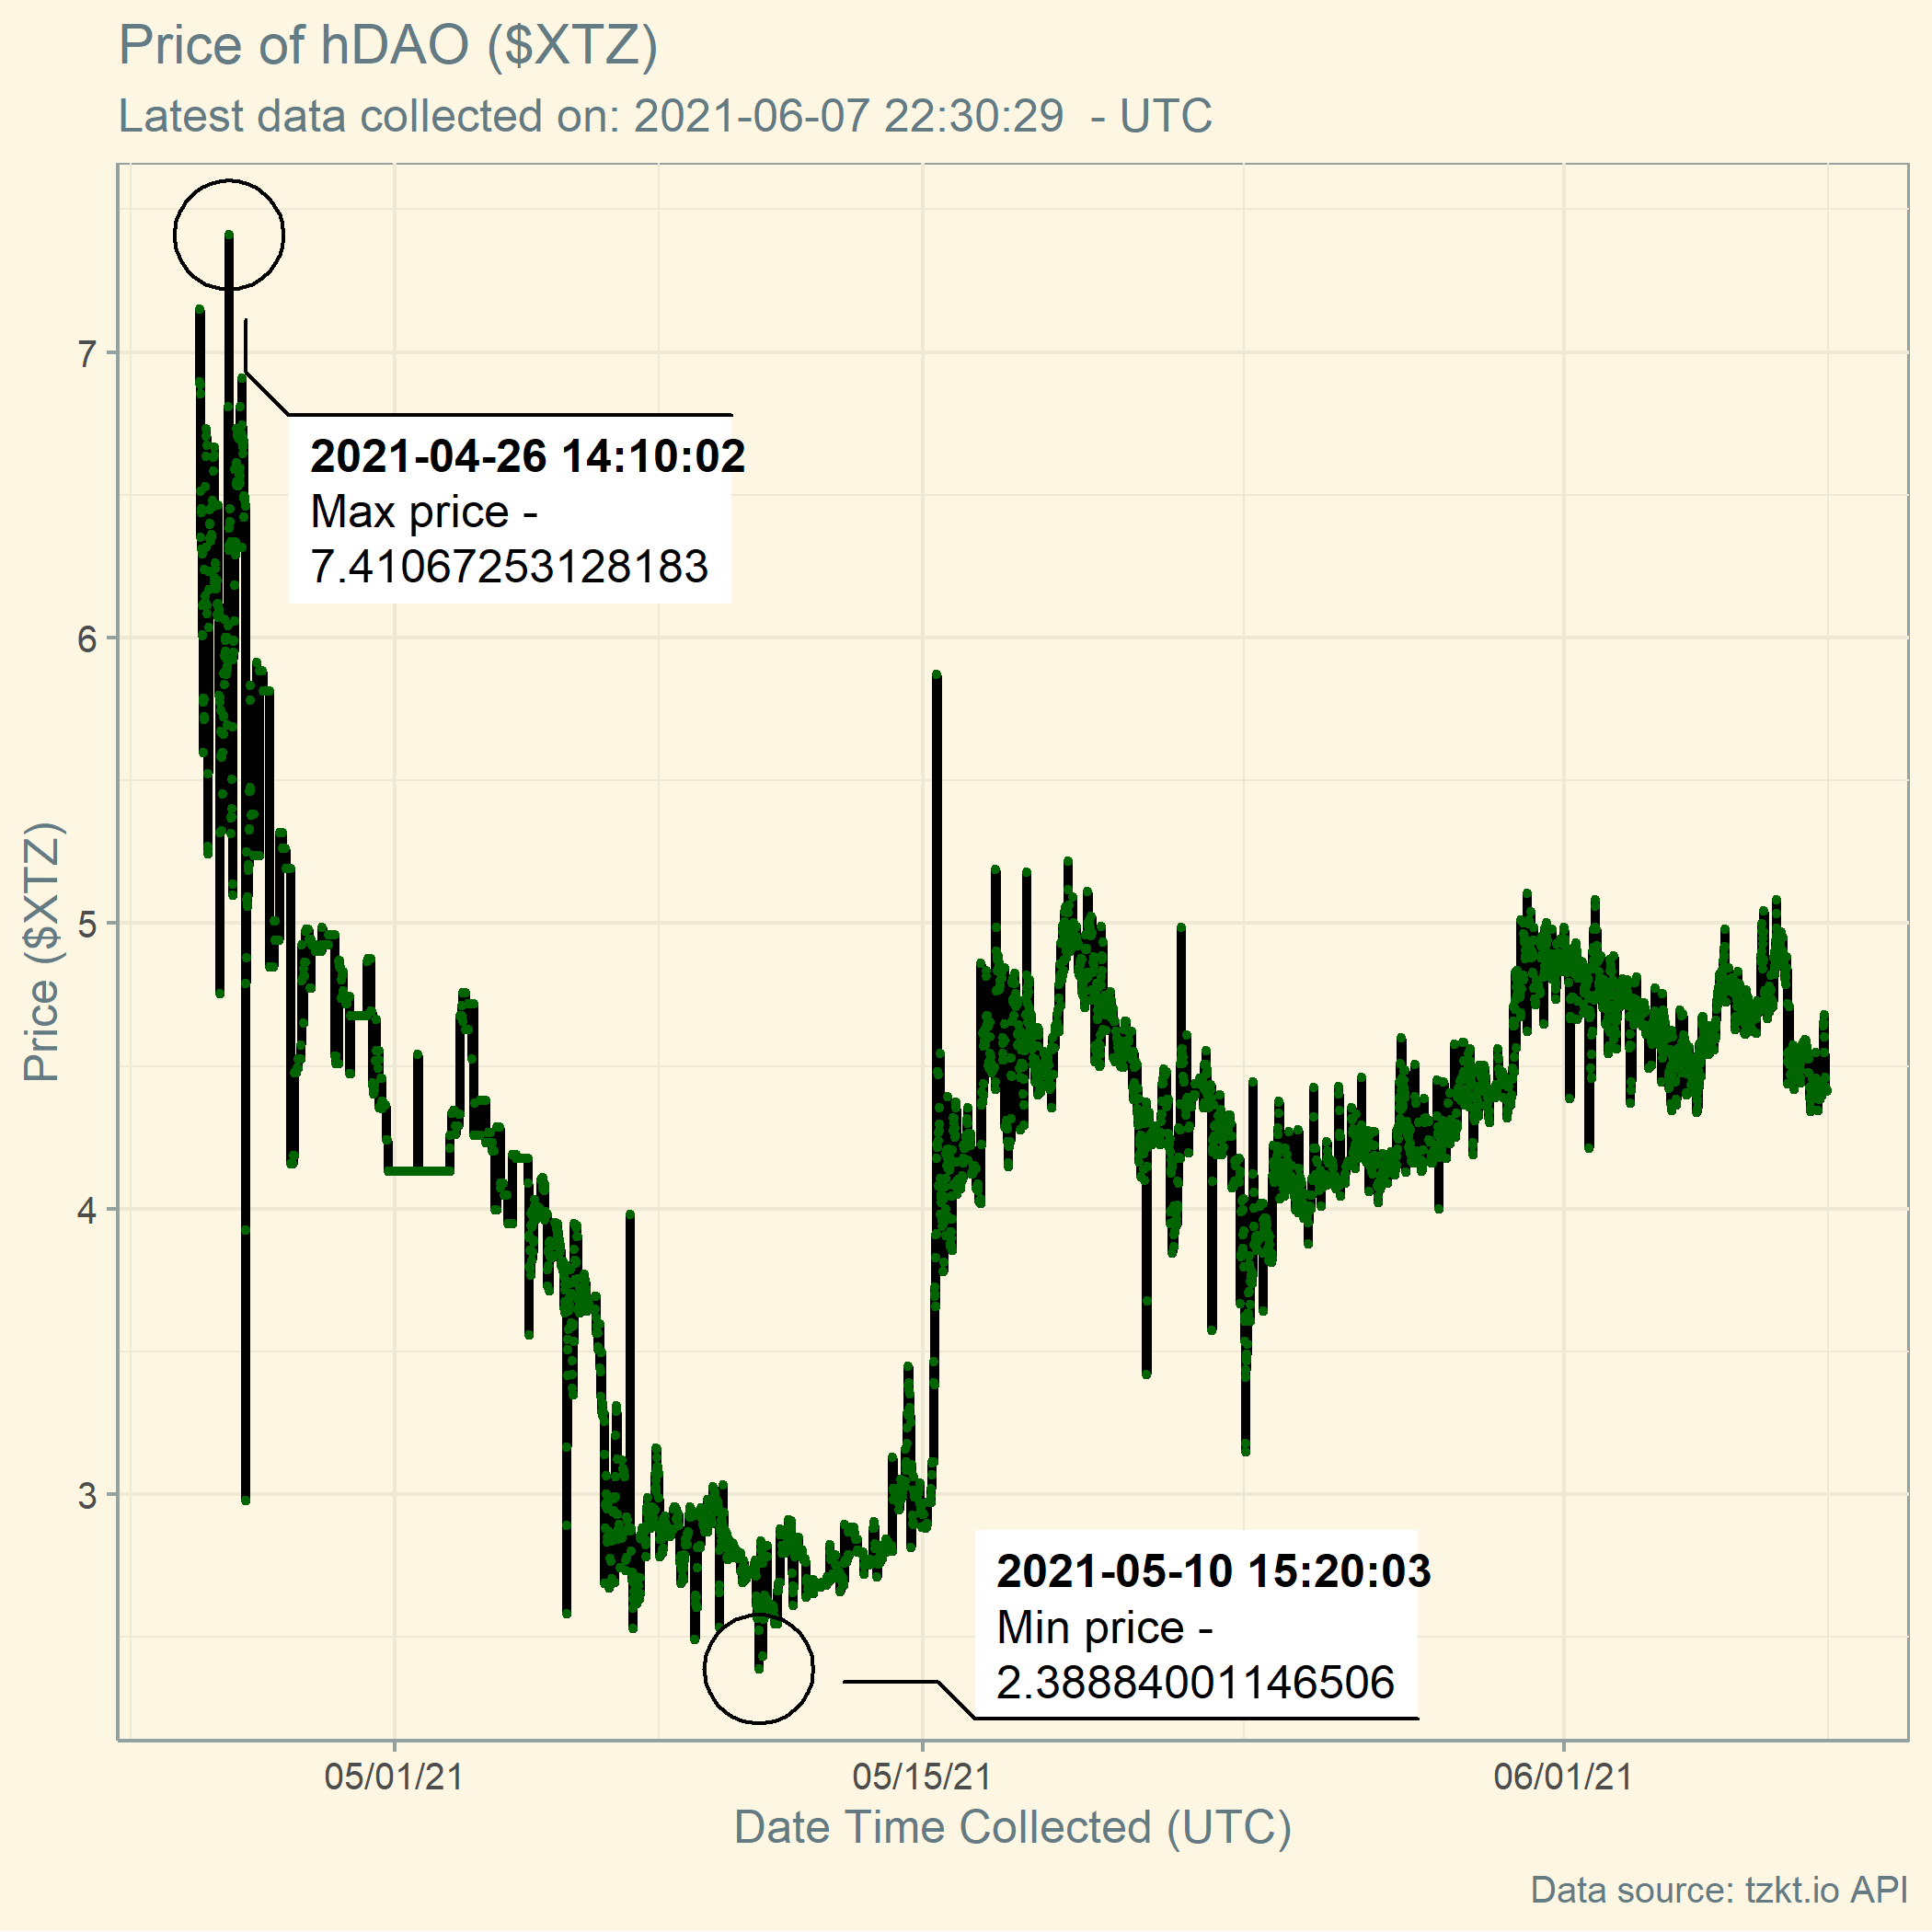 Price of hDAO ($XTZ)
Latest data collected on: 2021-06-07 22:30:29  - UTC
Price ($XTZ)
7
6
5
4
3
2021-04-26 14:10:02
Max price -
7.41067253128183
2021-05-10 15:20:03
Min price -
2.38884001146506
05/01/21
05/15/21
06/01/21
Date Time Collected (UTC)
Data source: tzkt.io API